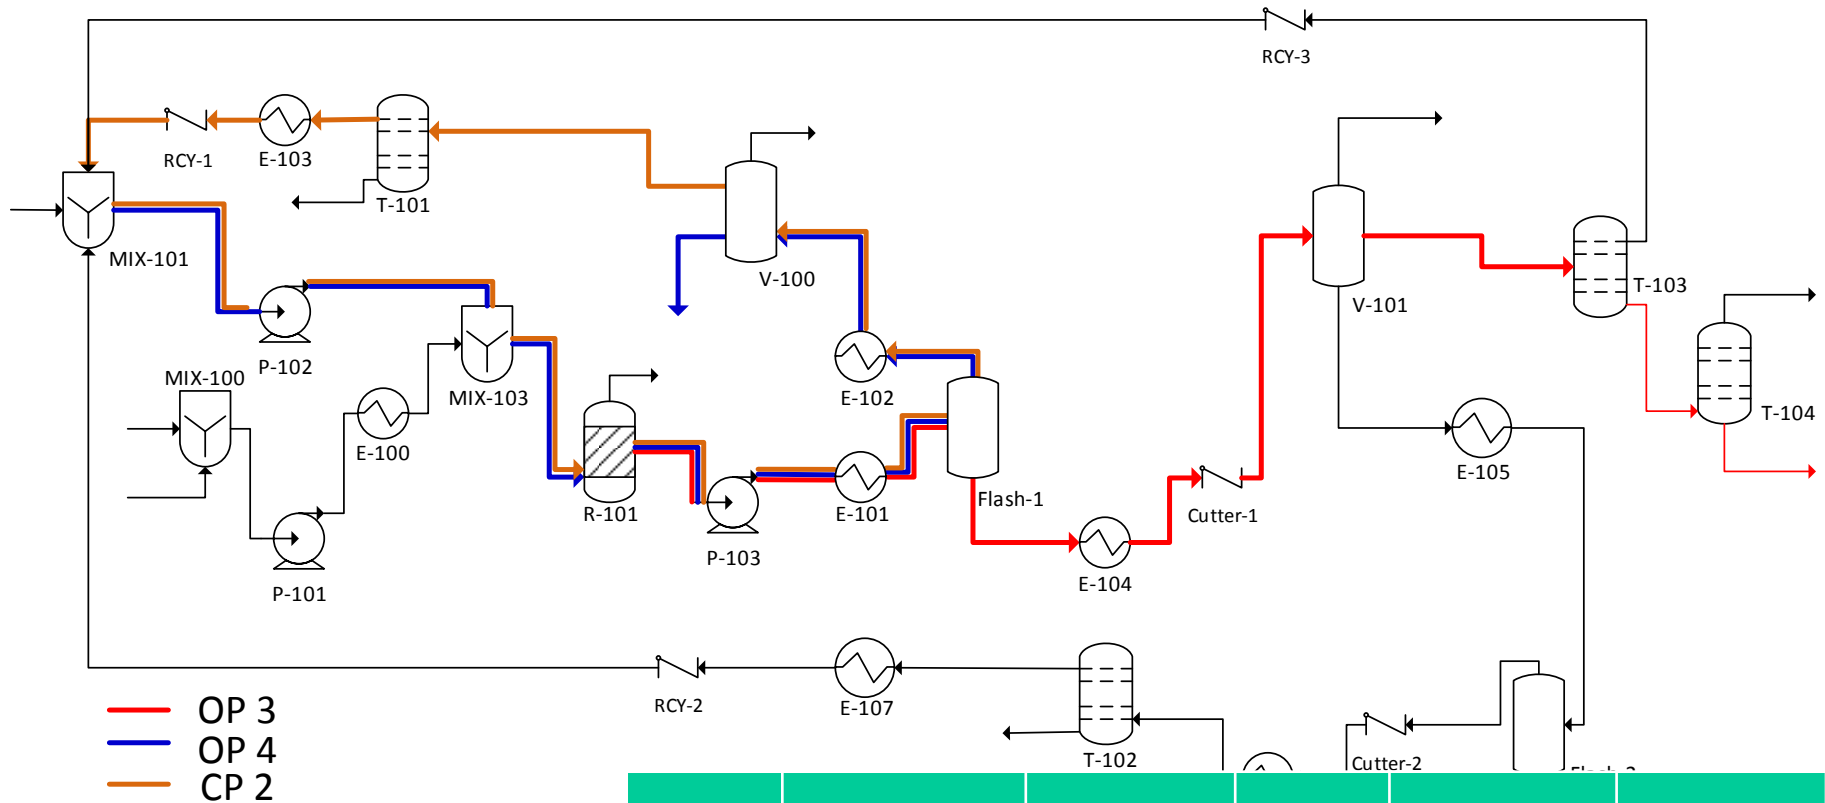 RCY-3
RCY-1
E-103
T-101
MIX-101
V-100
T-103
V-101
P-102
MIX-100
MIX-103
E-102
T-104
E-100
E-105
R-101
E-101
Flash-1
Cutter-1
P-103
E-104
P-101
RCY-2
E-107
OP 3
OP 4
T-102
Cutter-2
CP 2